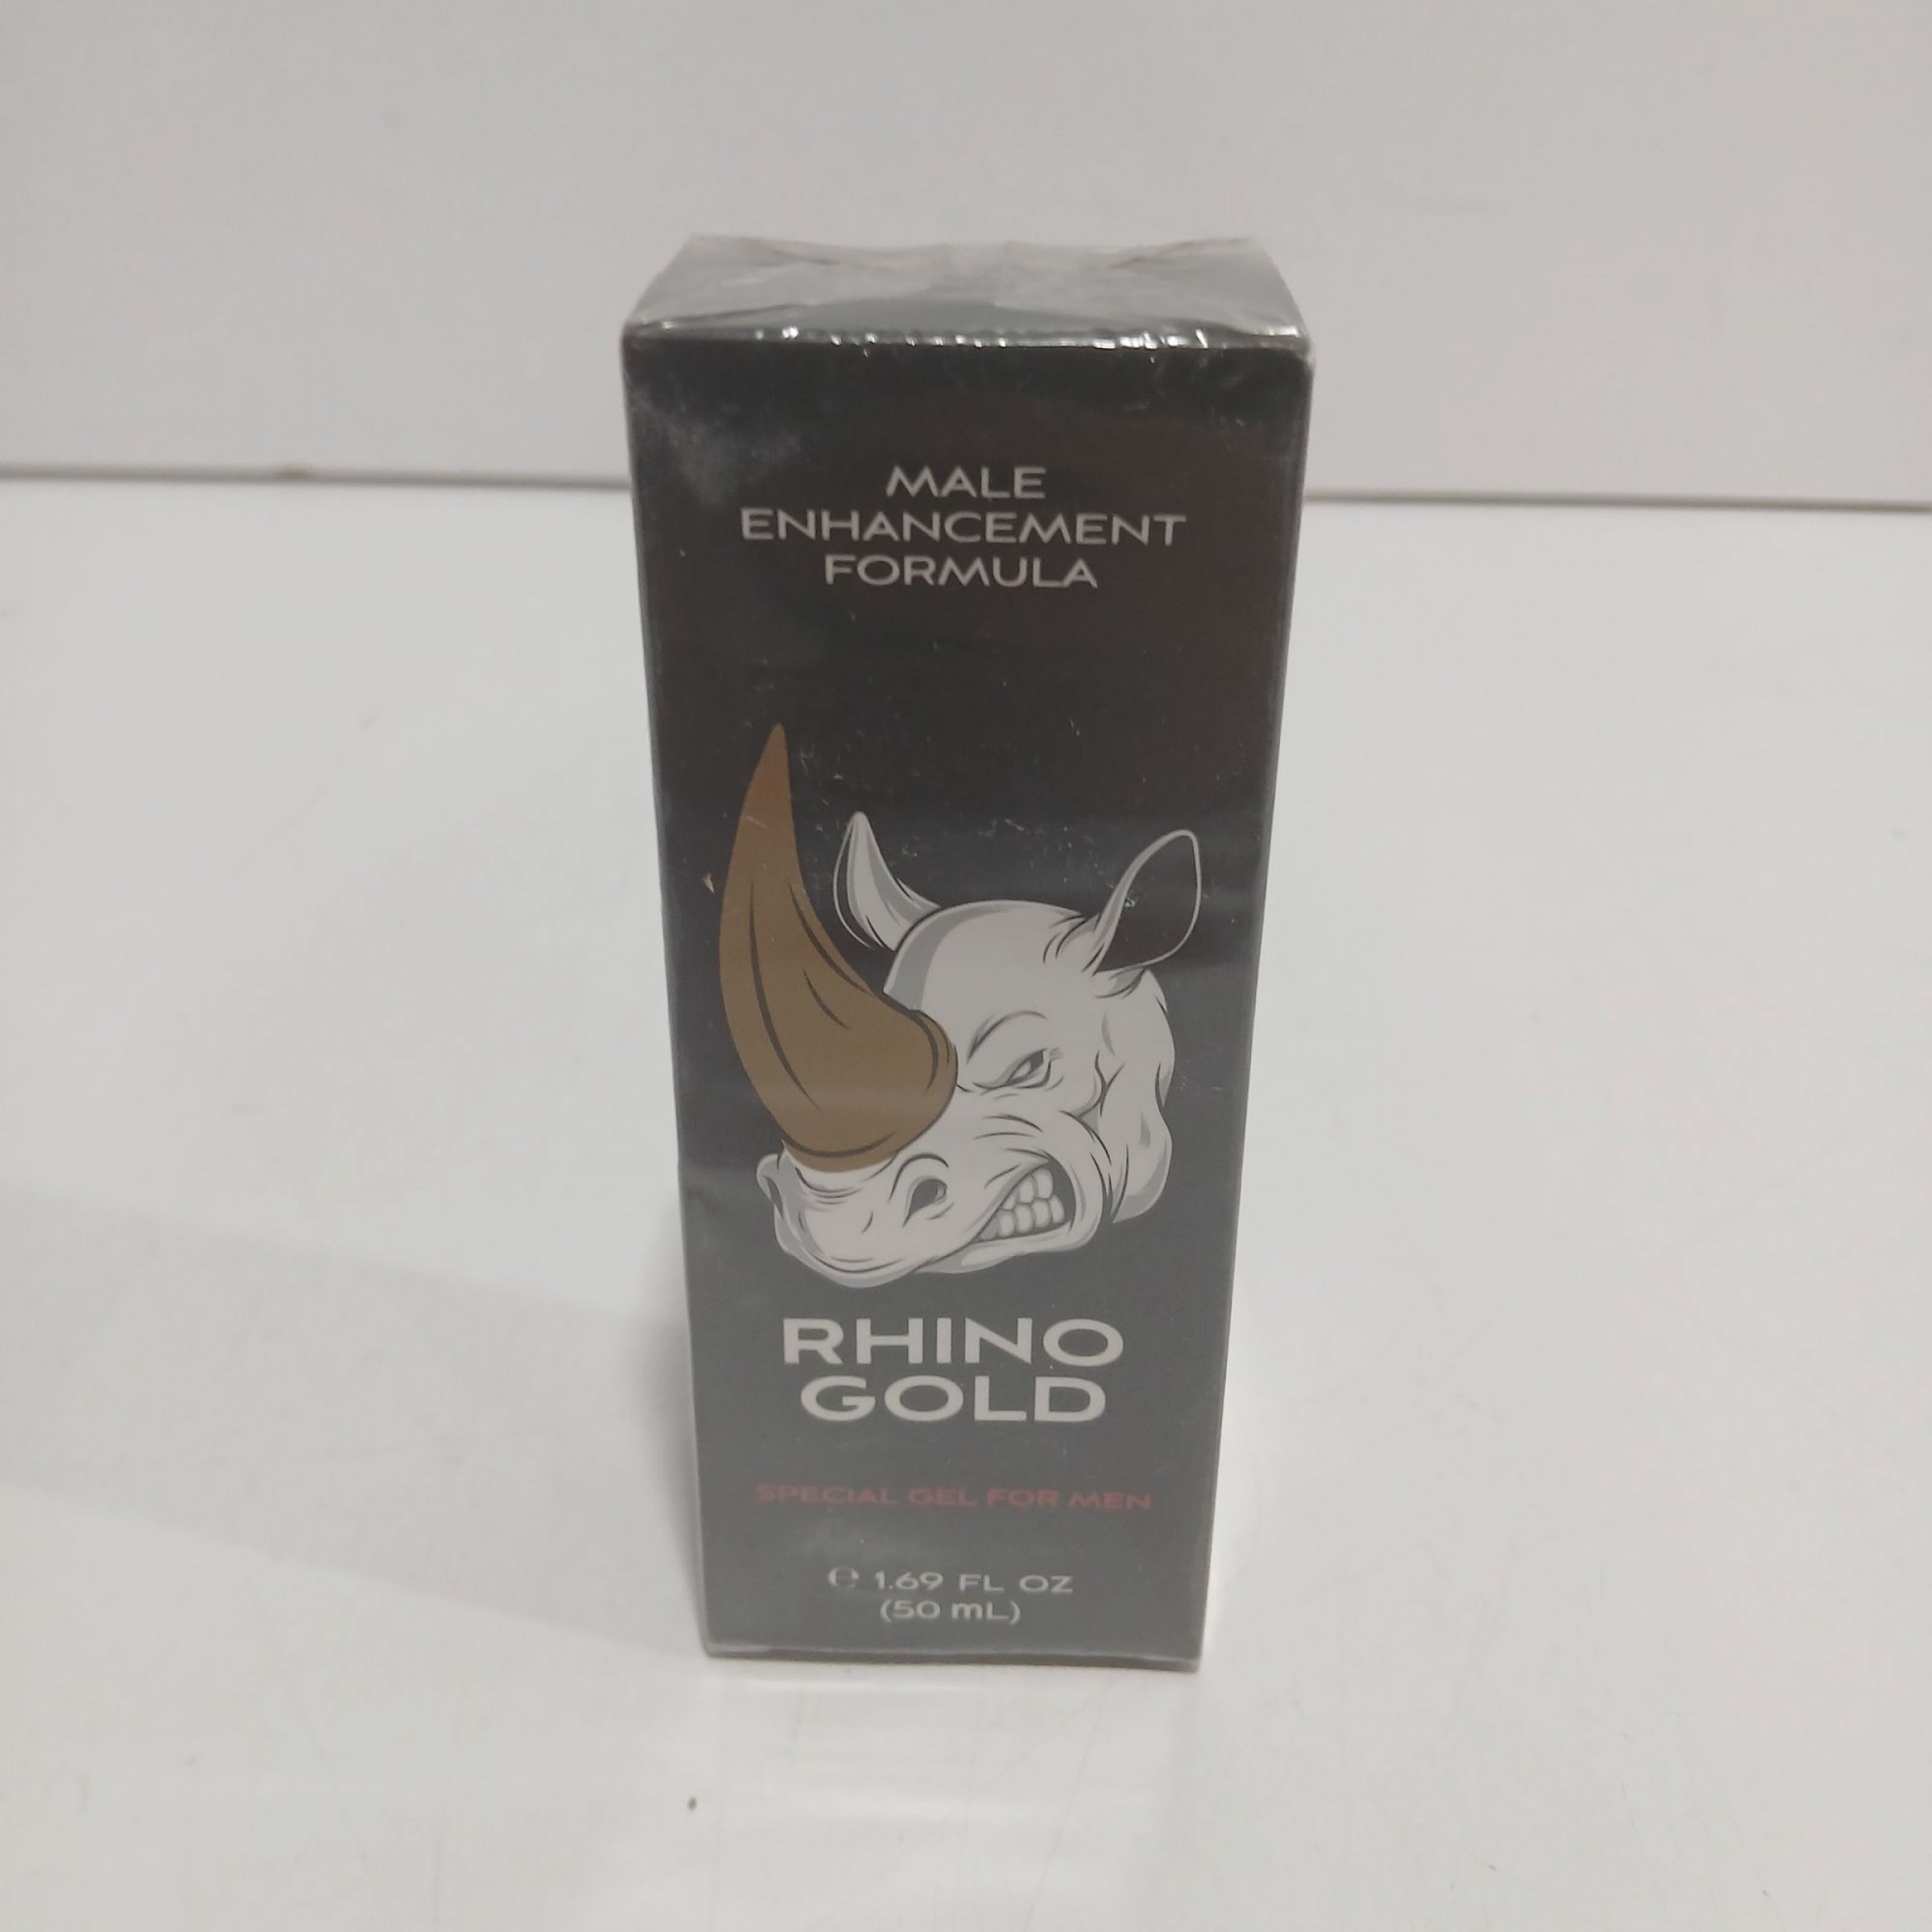 MALE
ENHANCEMENT
FORMULA
RHINO
GOLD
SPECIAL GEL FOR MEN
℮ 1.69 FL OZ
(50 mL)